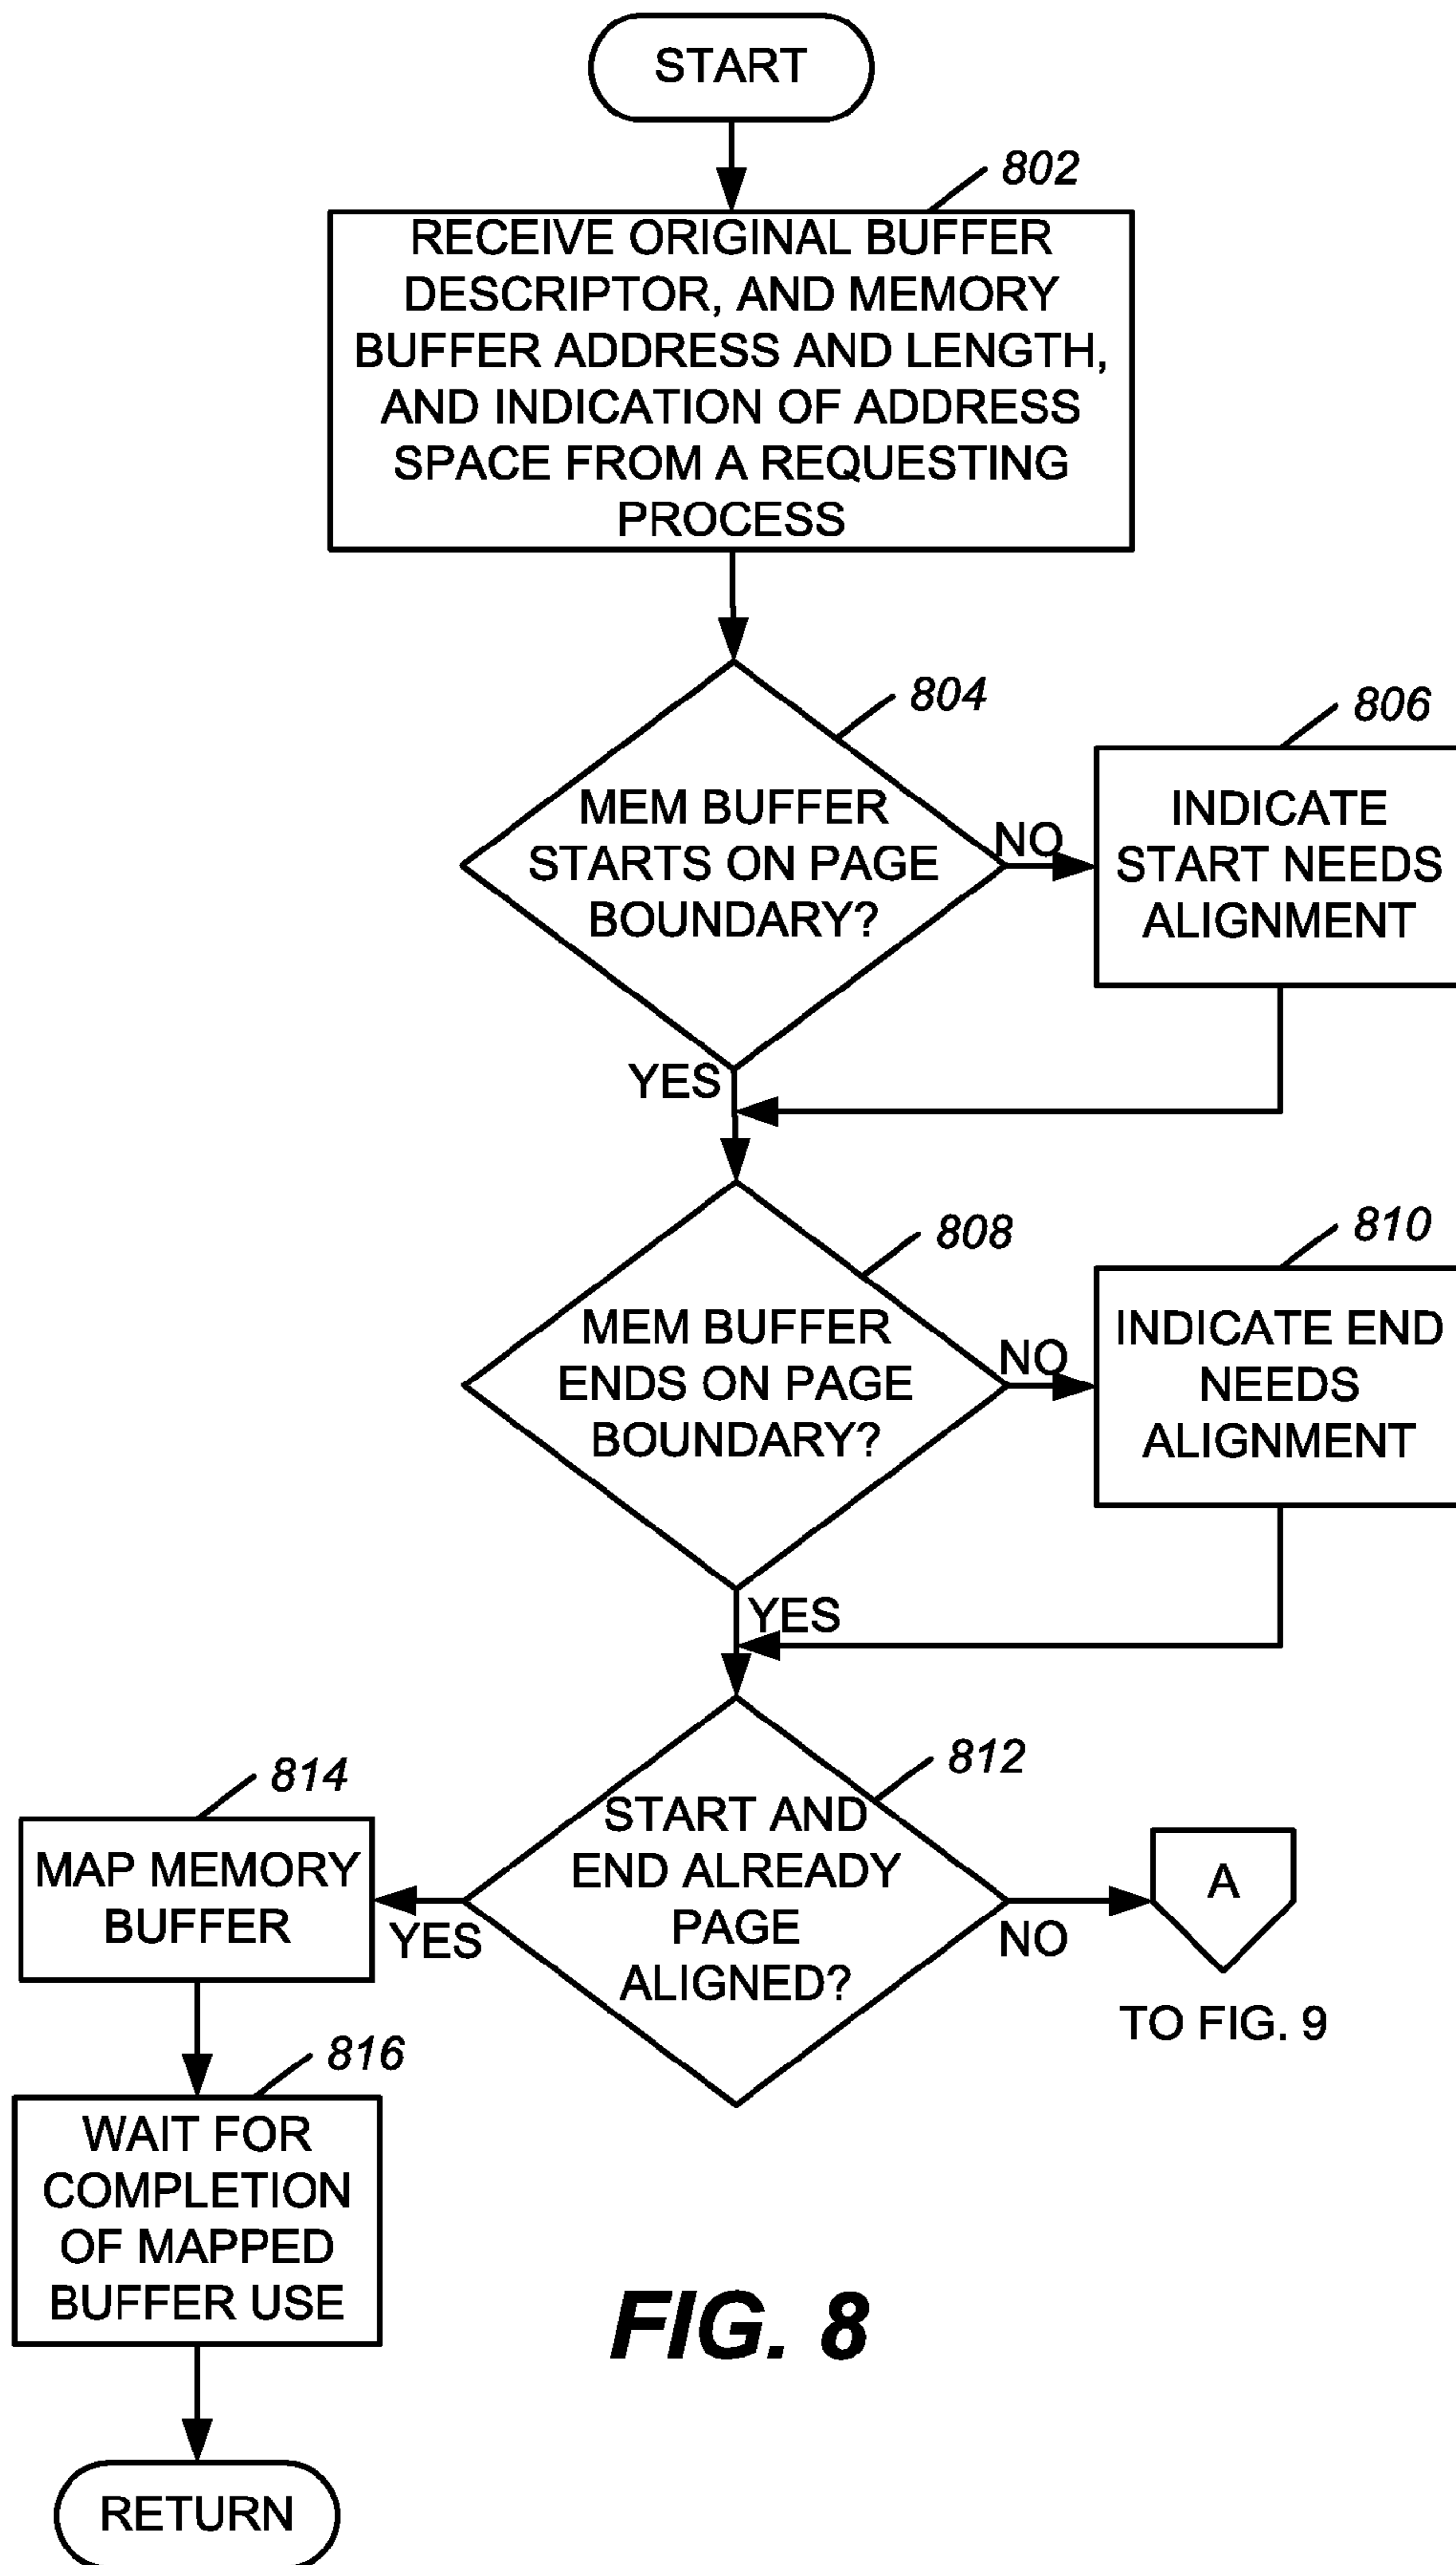 START
802
RECEIVE ORIGINAL BUFFER
DESCRIPTOR, AND MEMORY
BUFFER ADDRESS AND LENGTH,
AND INDICATION OF ADDRESS
SPACE FROM A REQUESTING
PROCESS
804
MEM BUFFER
STARTS ON PAGE
BOUNDARY?
NO
806
INDICATE
START NEEDS
ALIGNMENT
YES
808
MEM BUFFER
ENDS ON PAGE
BOUNDARY?
NO
810
INDICATE END
NEEDS
ALIGNMENT
YES
812
START AND
END ALREADY
PAGE
ALIGNED?
NO
A
TO FIG. 9
YES
814
MAP MEMORY
BUFFER
816
WAIT FOR
COMPLETION
OF MAPPED
BUFFER USE
RETURN
FIG. 8